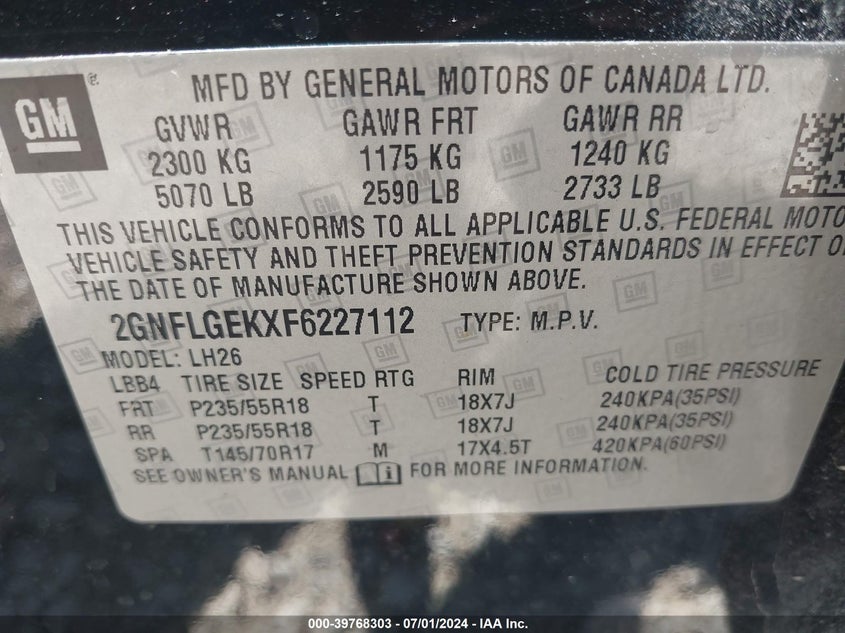 GM
MFD BY GENERAL MOTORS OF CANADA LTD.
GVWR GAWR FRT GAWR RR
2300 KG 1175 KG 1240 KG
5070 LB 2590 LB 2733 LB
THIS VEHICLE CONFORMS TO ALL APPLICABLE U.S. FEDERAL MOTO
VEHICLE SAFETY AND THEFT PREVENTION STANDARDS IN EFFECT O
THE DATE OF MANUFACTURE SHOWN ABOVE.
2GNFLGEKXF6227112 TYPE: M.P.V.
MODEL: LH26
LBB4 TIRE SIZE SPEED RTG RIM COLD TIRE PRESSURE
FRT P235/55R18 T 18X7J 240KPA(35PSI)
RR P235/55R18 T 18X7J 240KPA(35PSI)
SPA T145/70R17 M 17X4.5T 420KPA(60PSI)
SEE OWNER'S MANUAL FOR MORE INFORMATION.
000-39768303 / 07/01/2024 - IAA Inc.